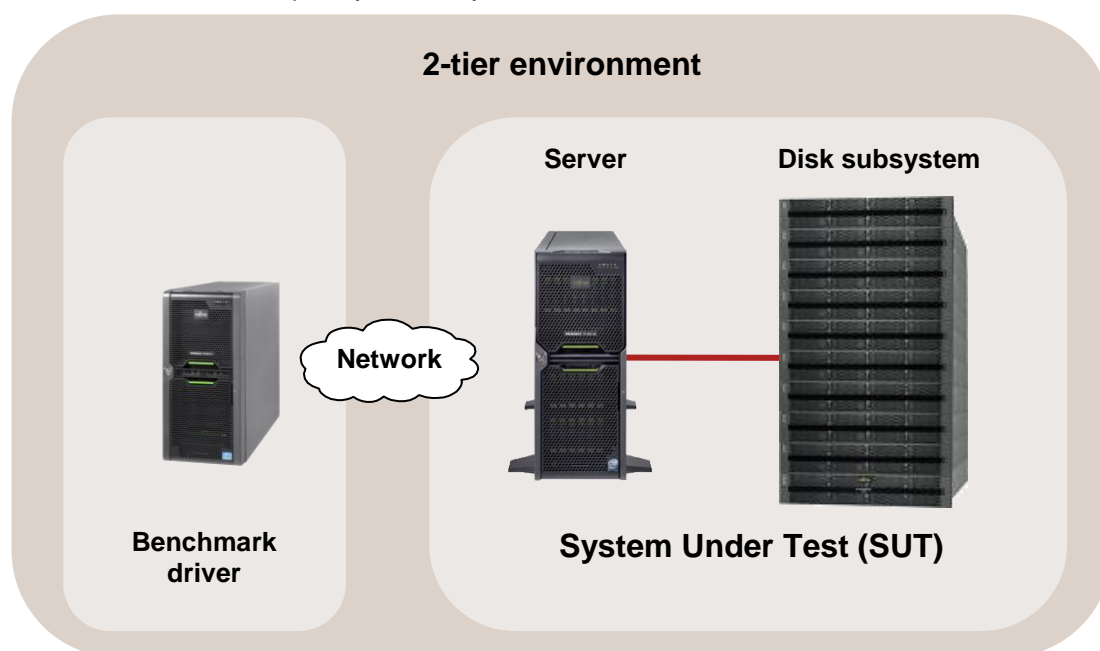 2-tier environment
Server
Disk subsystem
Network
Benchmark
driver
System Under Test (SUT)